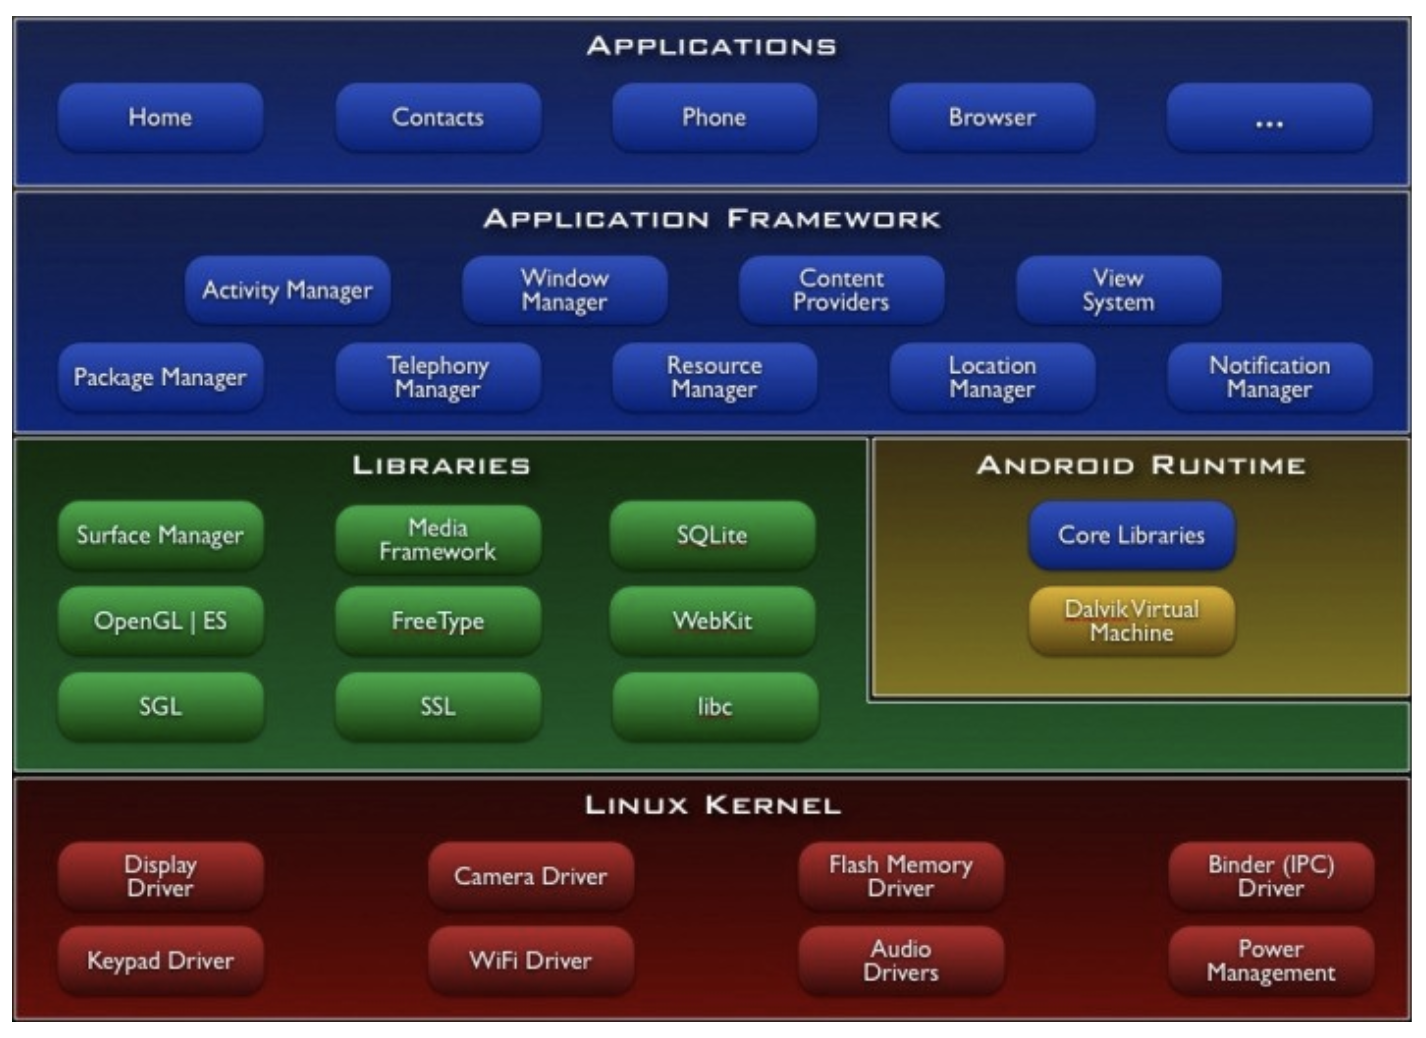 APPLICATIONS
Home
Contacts
Phone
Browser
...
APPLICATION FRAMEWORK
Activity Manager
Window
Manager
Content
Providers
View
System
Package Manager
Telephony
Manager
Resource
Manager
Location
Manager
Notification
Manager
LIBRARIES
Surface Manager
Media
Framework
SQLite
OpenGL | ES
FreeType
WebKit
SGL
SSL
libc
ANDROID RUNTIME
Core Libraries
Dalvik Virtual
Machine
LINUX KERNEL
Display
Driver
Camera Driver
Flash Memory
Driver
Binder (IPC)
Driver
Keypad Driver
WiFi Driver
Audio
Drivers
Power
Management